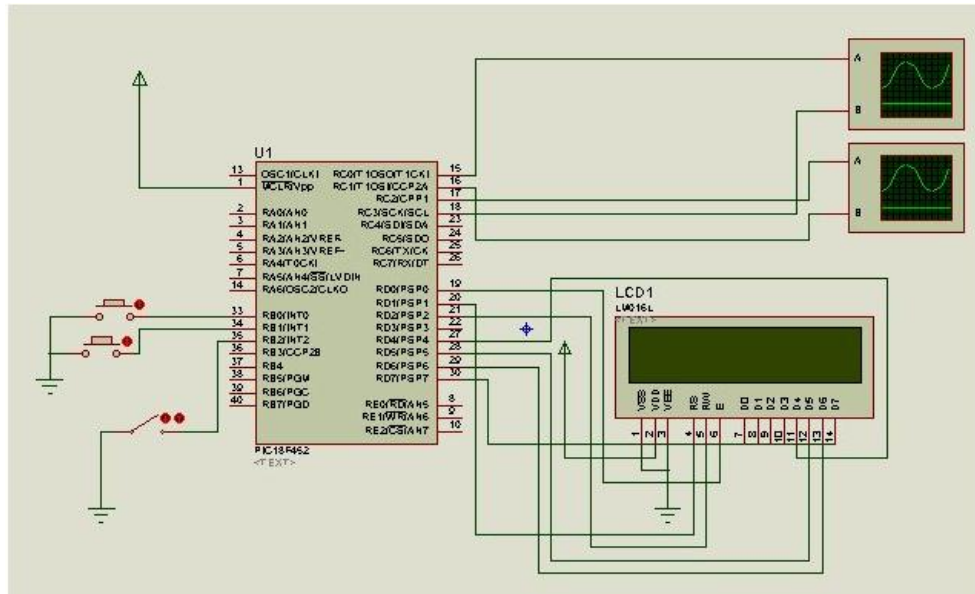 U1
13 OSC1/CLKI RC0/T1OSO/T1CKI 15
1 MCLR/Vpp RC1/T1OSI/CCP2A 16
RC2/CPP1 17
2 RA0/AN0 RC3/SCK/SCL 18
3 RA1/AN1 RC4/SDI/SDA 23
4 RA2/AN2/VREF- RC5/SDO 24
5 RA3/AN3/VREF+ RC6/TX/CK 25
6 RA4/T0CKI RC7/RX/DT 26
7 RA5/AN4/SS/LVDIN
14 RA6/OSC2/CLKO RD0/PSP0 19
RD1/PSP1 20
33 RB0/INT0 RD2/PSP2 21
34 RB1/INT1 RD3/PSP3 22
35 RB2/INT2 RD4/PSP4 27
36 RB3/CCP2B RD5/PSP5 28
37 RB4 RD6/PSP6 29
38 RB5/PGM RD7/PSP7 30
39 RB6/PGC
40 RB7/PGD RE0/RD/AN5 8
RE1/WR/AN6 9
RE2/CS/AN7 10
PIC18F452
<TEXT>
A
B
A
B
LCD1
LM016L
<TEXT>
VSS VDD VEE RS RW E D0 D1 D2 D3 D4 D5 D6 D7
1 2 3 4 5 6 7 8 9 10 11 12 13 14